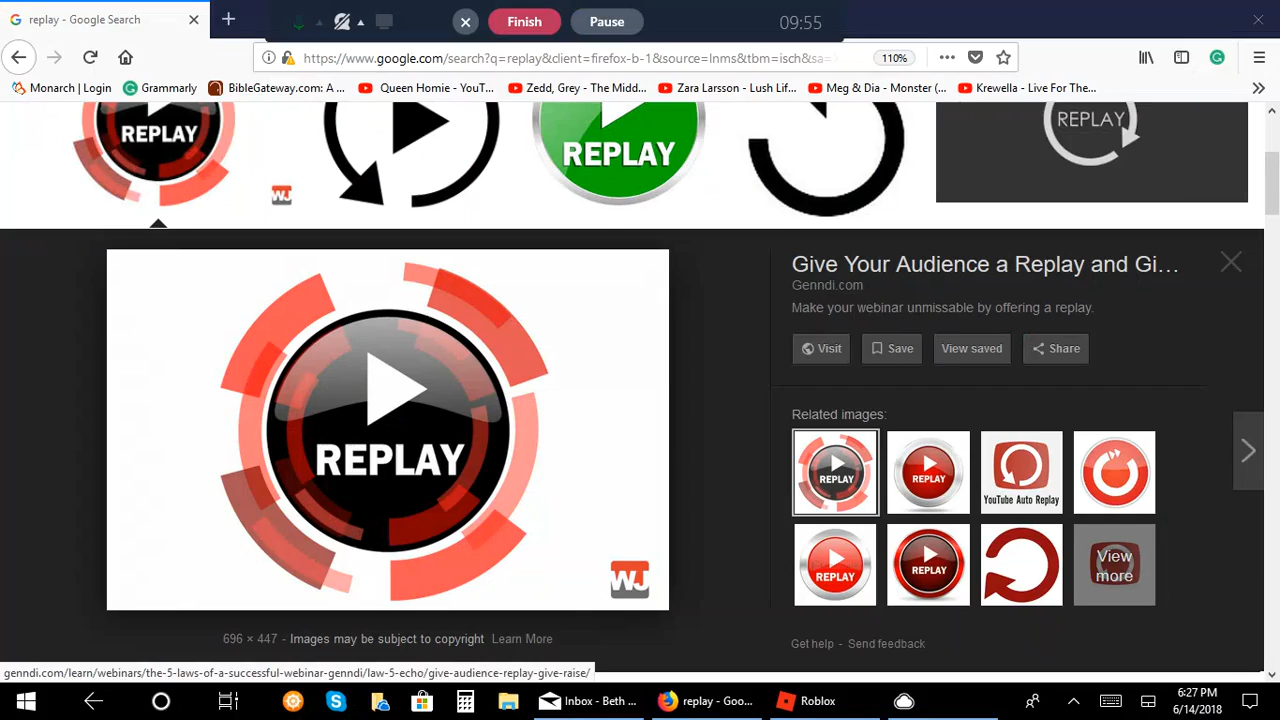 replay - Google Search
Finish
Pause
09:55
https://www.google.com/search?q=replay&client=firefox-b-1&source=lnms&tbm=isch&sa=
110%
Monarch | Login
Grammarly
BibleGateway.com: A ...
Queen Homie - YouT...
Zedd, Grey - The Midd...
Zara Larsson - Lush Lif...
Meg & Dia - Monster (...
Krewella - Live For The...
REPLAY
REPLAY
REPLAY
WJ
Give Your Audience a Replay and Gi...
Genndi.com
Make your webinar unmissable by offering a replay.
Visit
Save
View saved
Share
REPLAY
WJ
Related images:
REPLAY
REPLAY
YouTube Auto Replay
REPLAY
REPLAY
View more
696 × 447 - Images may be subject to copyright Learn More
Get help - Send feedback
genndi.com/learn/webinars/the-5-laws-of-a-successful-webinar-genndi/law-5-echo/give-audience-replay-give-raise/
Inbox - Beth ...
replay - Goo...
Roblox
6:27 PM
6/14/2018